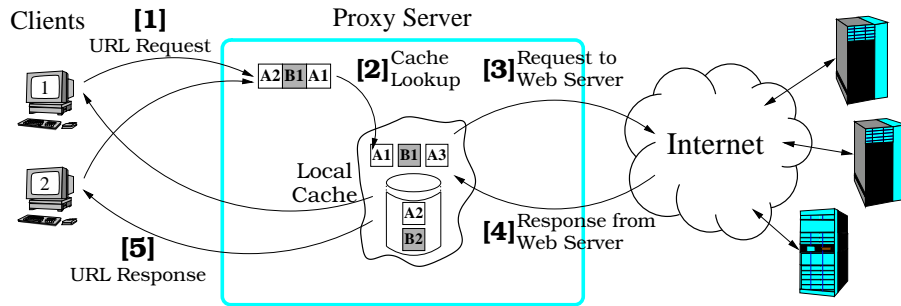 Clients
[1]
URL Request
Proxy Server
A2 B1 A1
[2] Cache
Lookup
[3] Request to
Web Server
1
2
A1 B1 A3
Local
Cache
A2
B2
Internet
[4] Response from
Web Server
[5]
URL Response